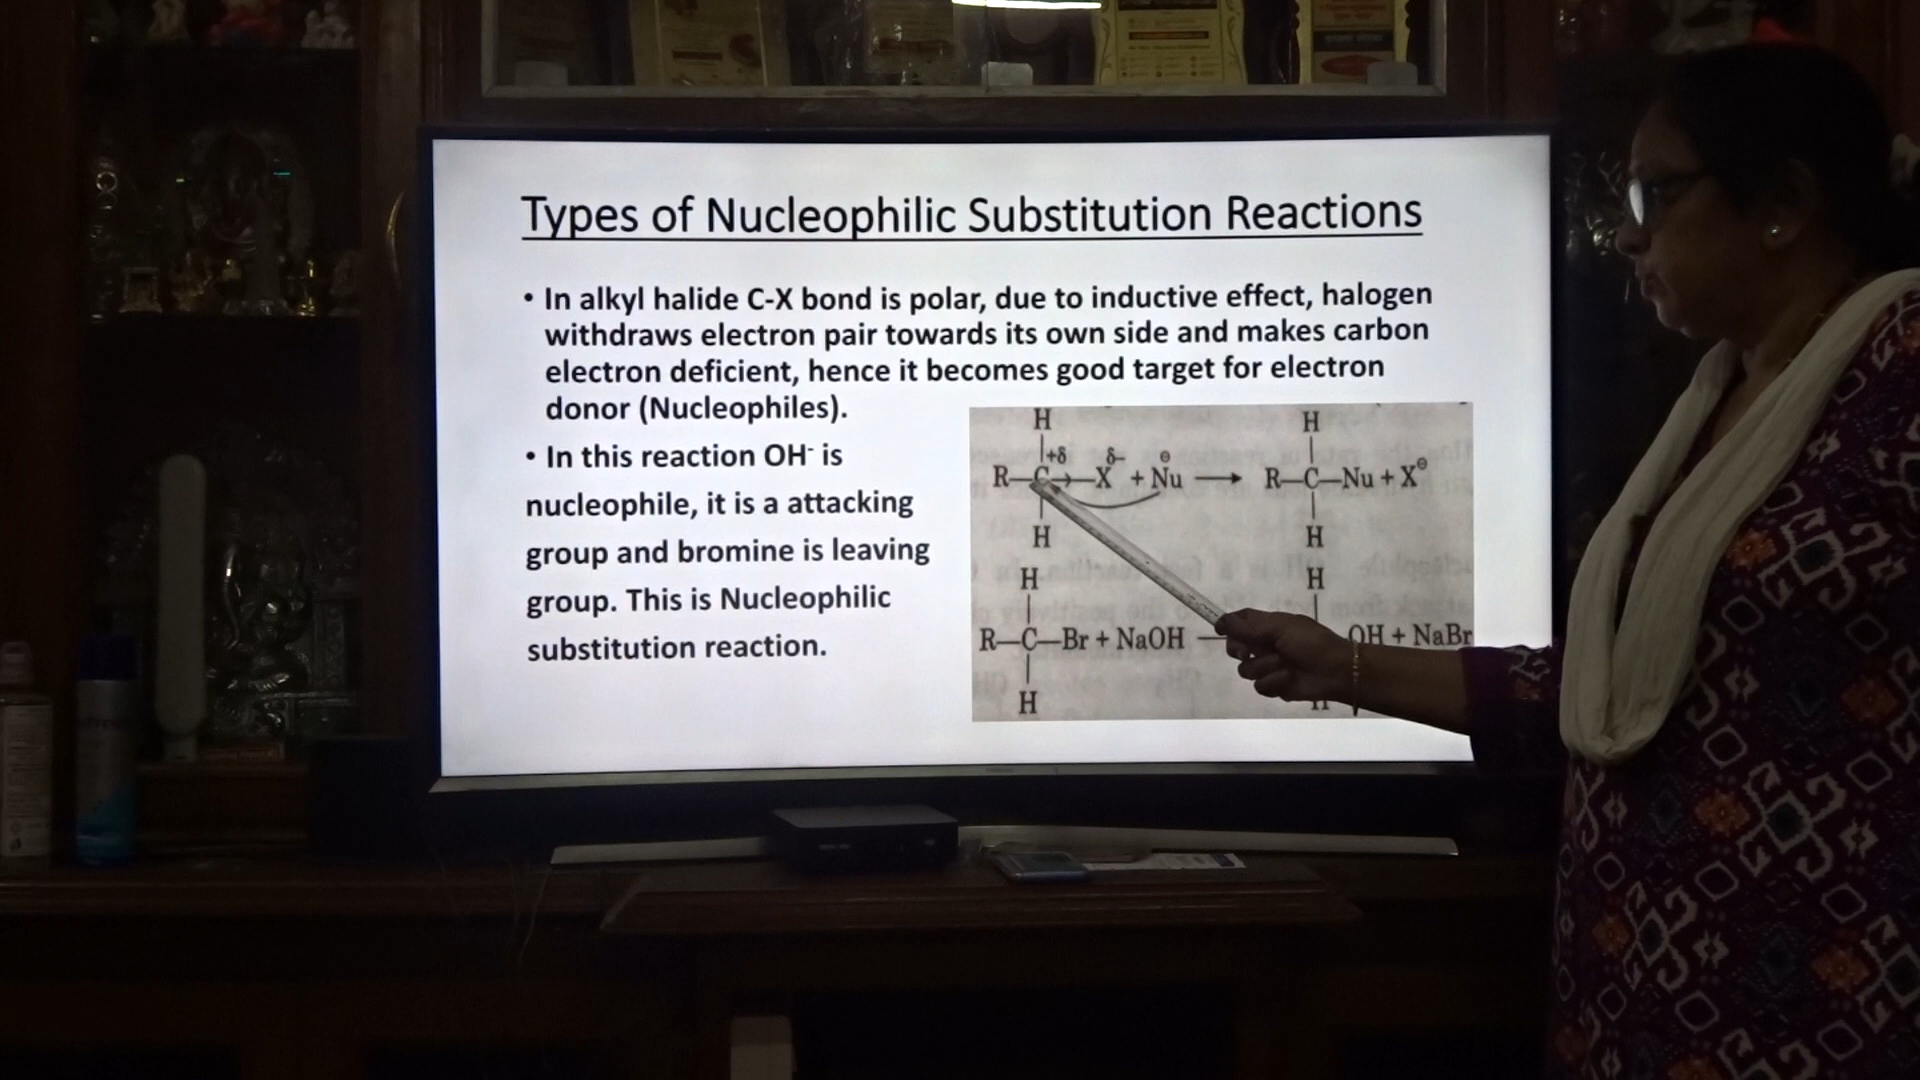 Types of Nucleophilic Substitution Reactions
• In alkyl halide C-X bond is polar, due to inductive effect, halogen
withdraws electron pair towards its own side and makes carbon
electron deficient, hence it becomes good target for electron
donor (Nucleophiles).
• In this reaction OH⁻ is
nucleophile, it is a attacking
group and bromine is leaving
group. This is Nucleophilic
substitution reaction.
H H
+δ δ- ⊖
R—C→—X + Nu ⟶ R—C—Nu + X⊖
H H
H H
R—C—Br + NaOH — OH + NaBr
H H